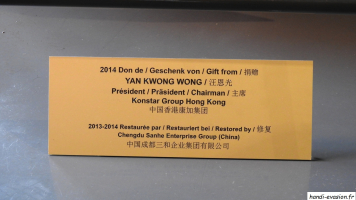 2014 Don de / Geschenk von / Gift from / 捐赠
YAN KWONG WONG / 汪恩光
Président / Präsident / Chairman / 主席
Konstar Group Hong Kong
中国香港康加集团
2013-2014 Restaurée par / Restauriert bei / Restored by / 修复
Chengdu Sanhe Enterprise Group (China)
中国成都三和企业集团有限公司
handi-evasion.fr